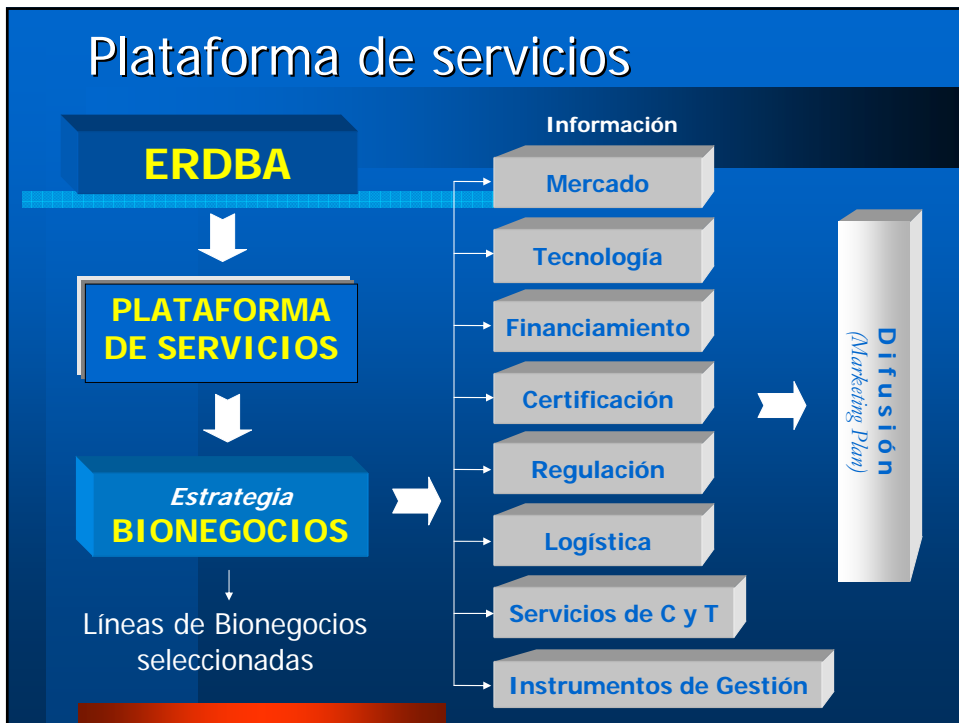 Plataforma de servicios
ERDBA
PLATAFORMA
DE SERVICIOS
Estrategia
BIONEGOCIOS
Líneas de Bionegocios
seleccionadas
Información
Mercado
Tecnología
Financiamiento
Certificación
Regulación
Logística
Servicios de C y T
Instrumentos de Gestión
Difusión
(Marketing Plan)